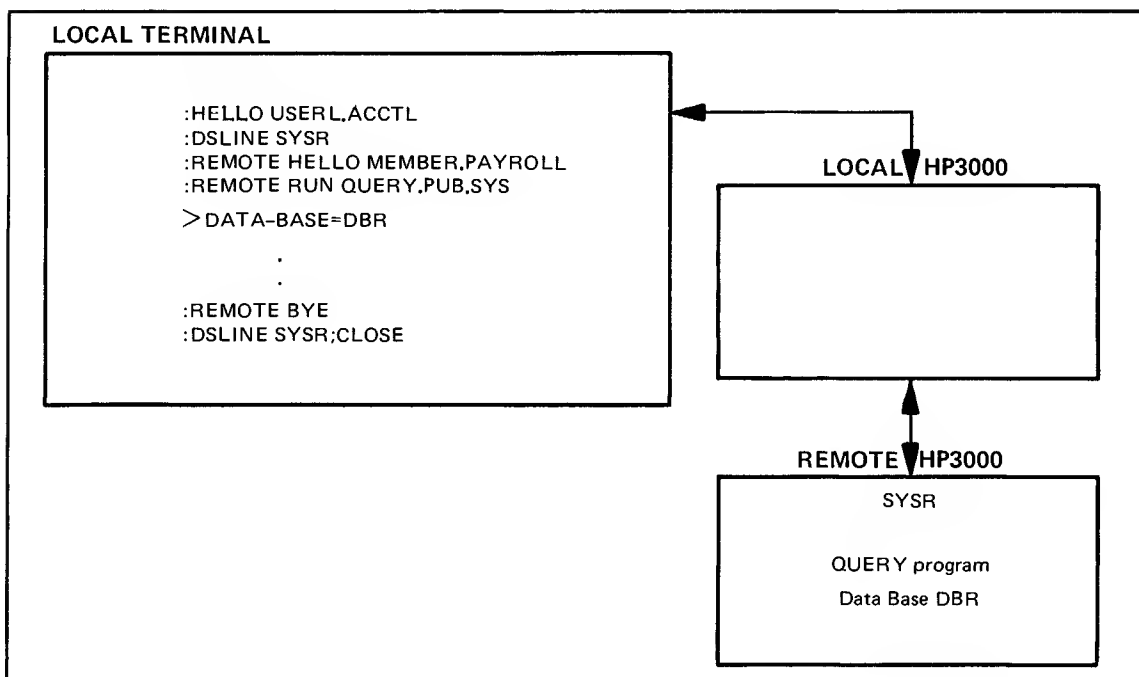 LOCAL TERMINAL
:HELLO USERL.ACCTL
:DSLINE SYSR
:REMOTE HELLO MEMBER.PAYROLL
:REMOTE RUN QUERY.PUB.SYS
>DATA-BASE=DBR
.
.
:REMOTE BYE
:DSLINE SYSR;CLOSE
LOCAL HP3000
REMOTE HP3000
SYSR
QUERY program
Data Base DBR